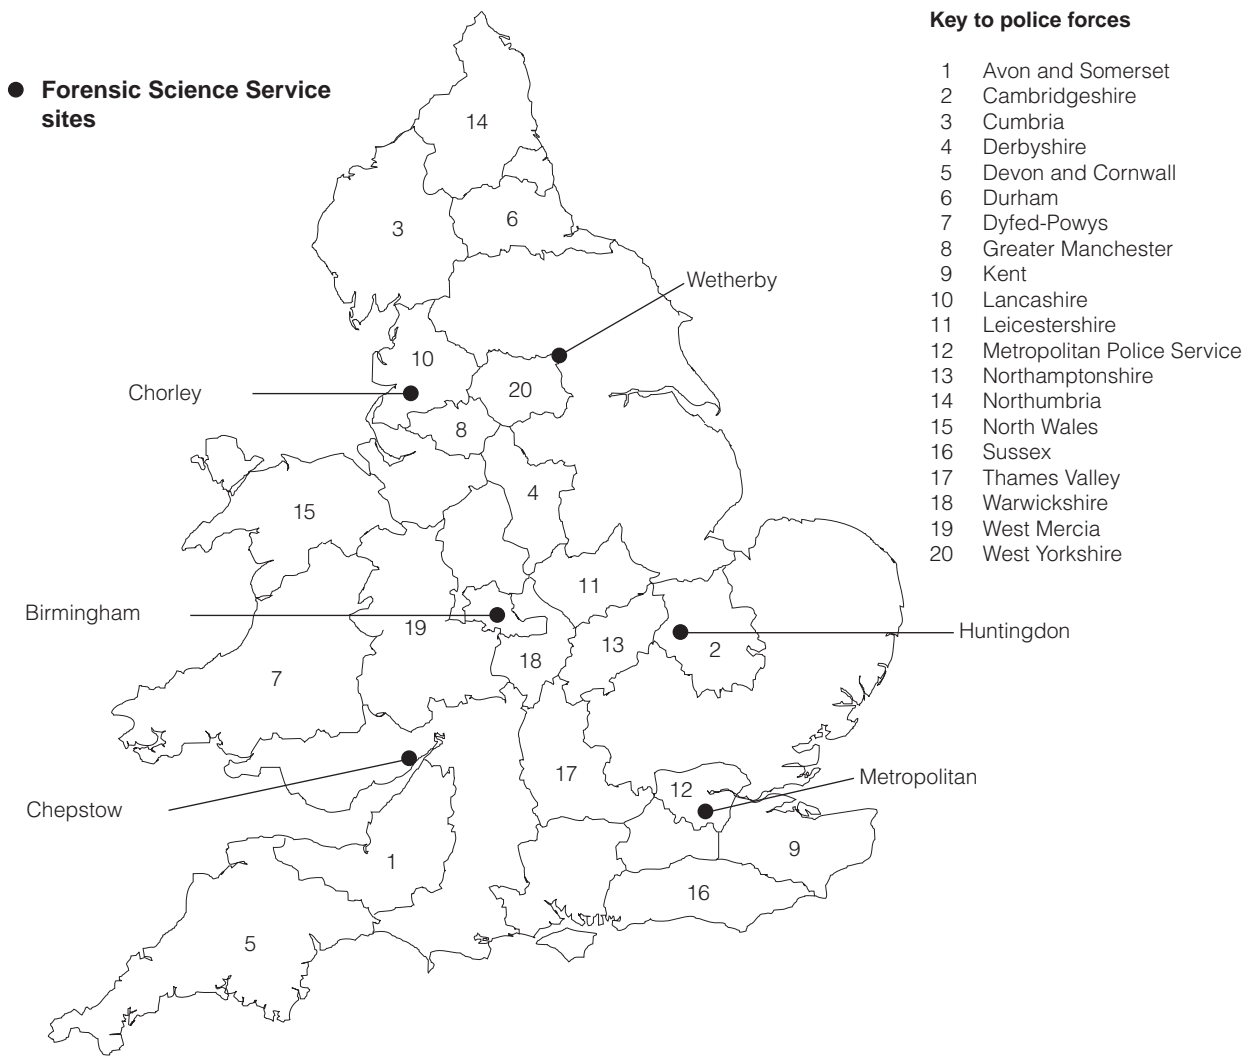 Key to police forces
1 Avon and Somerset
2 Cambridgeshire
3 Cumbria
4 Derbyshire
5 Devon and Cornwall
6 Durham
7 Dyfed-Powys
8 Greater Manchester
9 Kent
10 Lancashire
11 Leicestershire
12 Metropolitan Police Service
13 Northamptonshire
14 Northumbria
15 North Wales
16 Sussex
17 Thames Valley
18 Warwickshire
19 West Mercia
20 West Yorkshire
Forensic Science Service
sites
14
3
6
Wetherby
10
Chorley
20
8
4
15
11
Birmingham
19
13
2
Huntingdon
18
7
17
12
Metropolitan
Chepstow
9
1
16
5